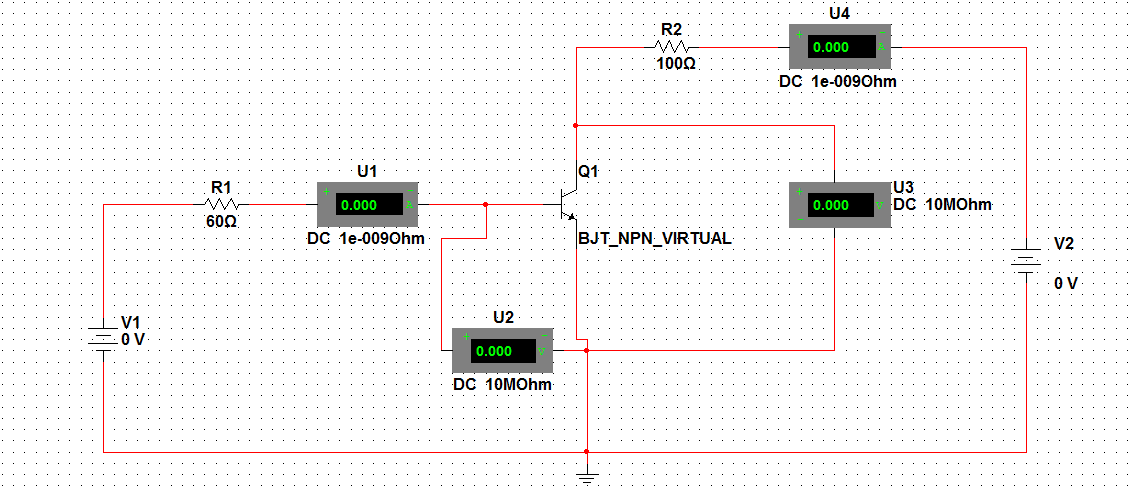 U4
R2
+ −
0.000 A
100Ω
DC 1e-009Ohm
Q1
U1
R1
+ −
0.000 A
60Ω
DC 1e-009Ohm
U3
+
0.000 V
DC 10MOhm
BJT_NPN_VIRTUAL
V2
0 V
U2
V1
0 V
+
0.000 V
DC 10MOhm